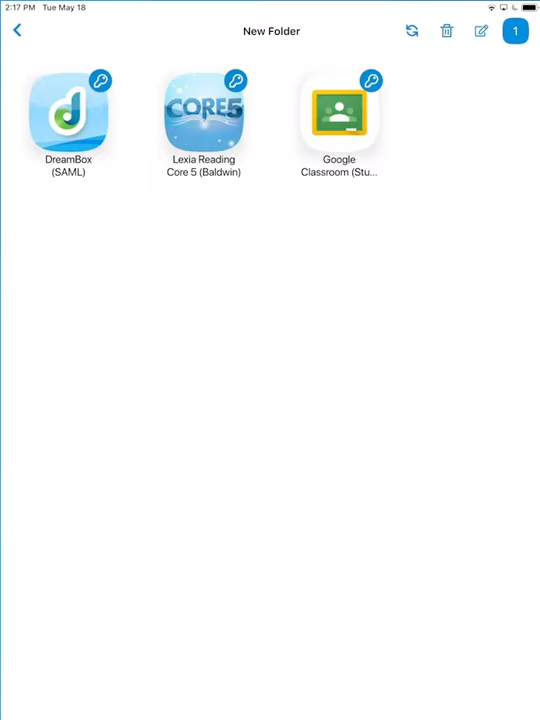 2:17 PM Tue May 18
New Folder
1
CORE5
DreamBox
(SAML)
Lexia Reading
Core 5 (Baldwin)
Google
Classroom (Stu...